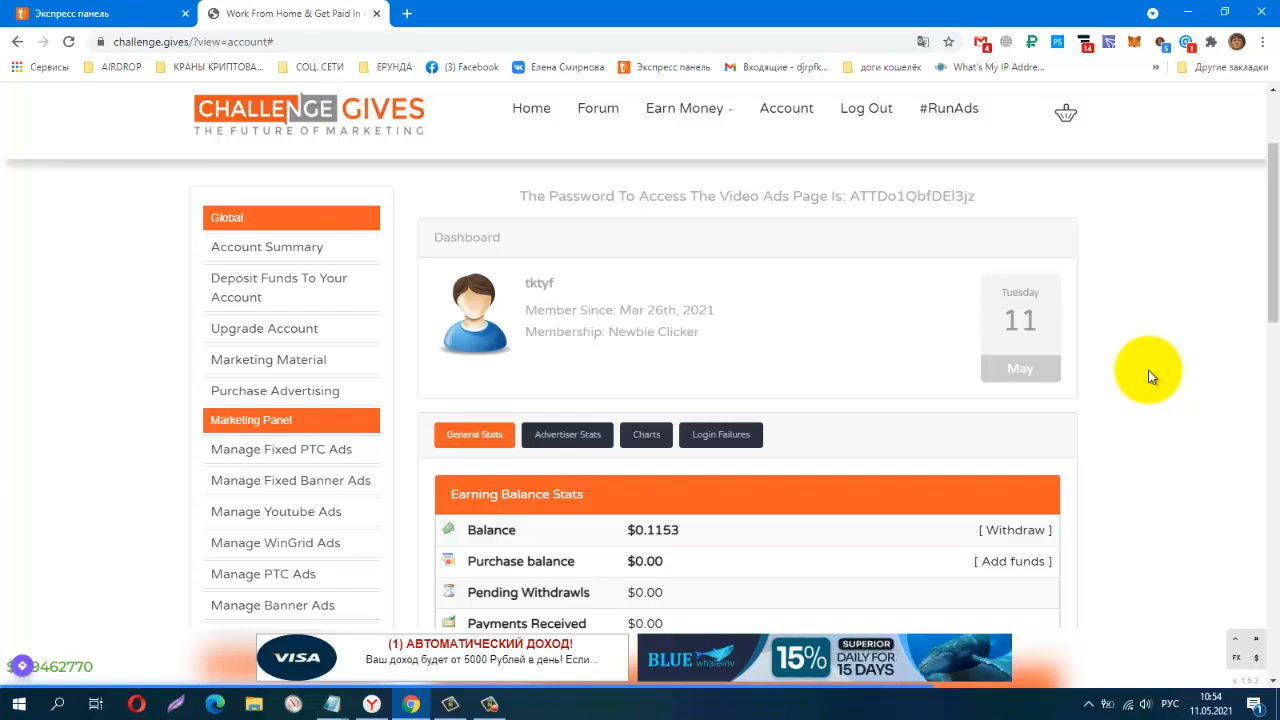 Экспресс панель
Work From Home & Get Paid In
challenge.gives/?view=account#
Сервисы
AIRDROP
КРАНЫ КРИПТОВА...
СОЦ. СЕТИ
ЕРУНДА
(3) Facebook
Елена Смирнова
Экспресс панель
Входящие - djrpfk...
доги кошелёк
What's My IP Addre...
»
Другие закладки
CHALLENGE GIVES
THE FUTURE OF MARKETING
Home
Forum
Earn Money
Account
Log Out
#RunAds
The Password To Access The Video Ads Page Is: ATTDo1QbfDEl3jz
Global
Account Summary
Deposit Funds To Your
Account
Upgrade Account
Marketing Material
Purchase Advertising
Marketing Panel
Manage Fixed PTC Ads
Manage Fixed Banner Ads
Manage Youtube Ads
Manage WinGrid Ads
Manage PTC Ads
Manage Banner Ads
Dashboard
tktyf
Member Since: Mar 26th, 2021
Membership: Newbie Clicker
Tuesday
11
May
General Stats
Advertiser Stats
Charts
Login Failures
Earning Balance Stats
Balance $0.1153 [ Withdraw ]
Purchase balance $0.00 [ Add funds ]
Pending Withdrawls $0.00
Payments Received $0.00
VISA
(1) АВТОМАТИЧЕСКИЙ ДОХОД!
Ваш доход будет от 5000 Рублей в день! Если...
BLUE whaleinv
15%
SUPERIOR
DAILY FOR
15 DAYS
FX $
v 1.5.3
9462770
РУС
10:54
11.05.2021